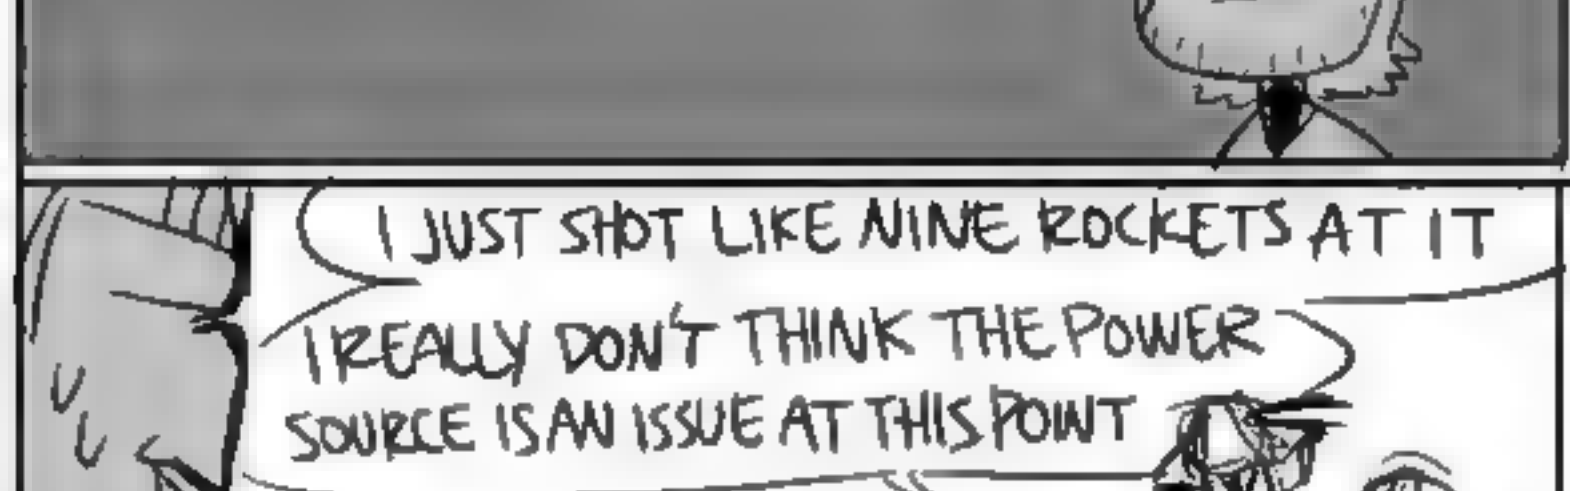 I JUST SHOT LIKE NINE ROCKETS AT IT
I REALLY DON'T THINK THE POWER
SOURCE IS AN ISSUE AT THIS POINT